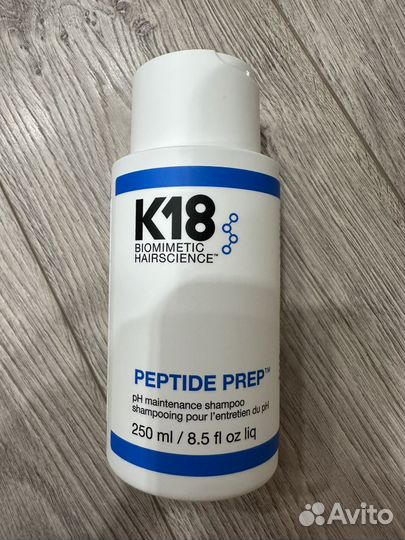 K18
BIOMIMETIC
HAIRSCIENCE™
PEPTIDE PREP™
pH maintenance shampoo
shampooing pour l'entretien du pH
250 ml / 8.5 fl oz liq
Avito